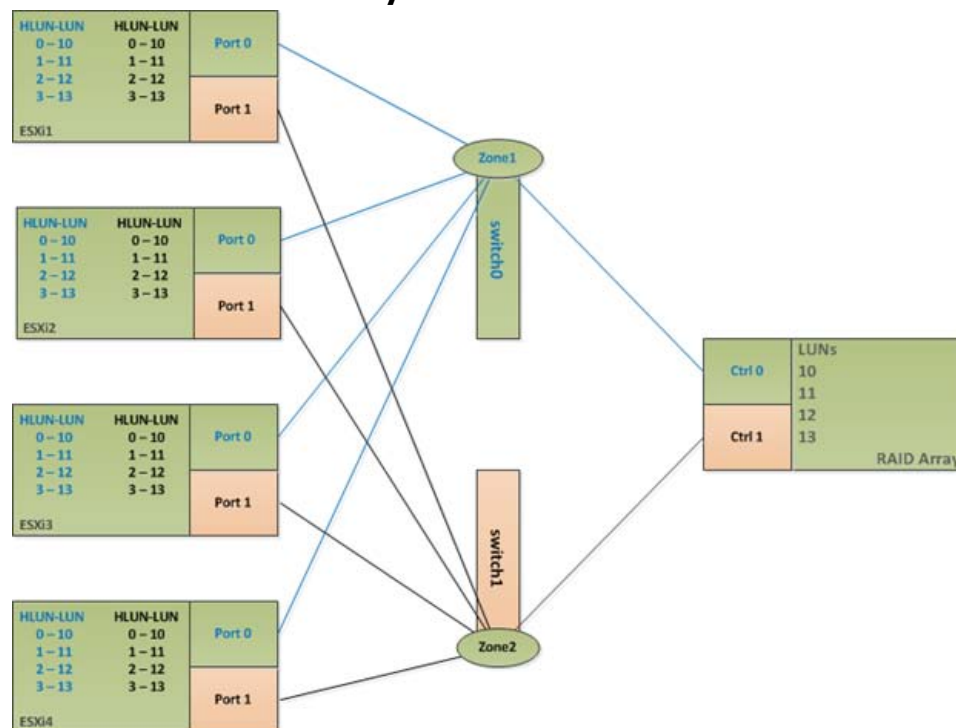 HLUN-LUN HLUN-LUN
0 – 10 0 – 10
1 – 11 1 – 11
2 – 12 2 – 12
3 – 13 3 – 13
ESXi1
Port 0
Port 1
HLUN-LUN HLUN-LUN
0 – 10 0 – 10
1 – 11 1 – 11
2 – 12 2 – 12
3 – 13 3 – 13
ESXi2
Port 0
Port 1
HLUN-LUN HLUN-LUN
0 – 10 0 – 10
1 – 11 1 – 11
2 – 12 2 – 12
3 – 13 3 – 13
ESXi3
Port 0
Port 1
HLUN-LUN HLUN-LUN
0 – 10 0 – 10
1 – 11 1 – 11
2 – 12 2 – 12
3 – 13 3 – 13
ESXi4
Port 0
Port 1
Zone1
switch0
switch1
Zone2
Ctrl 0
Ctrl 1
LUNs
10
11
12
13
RAID Array